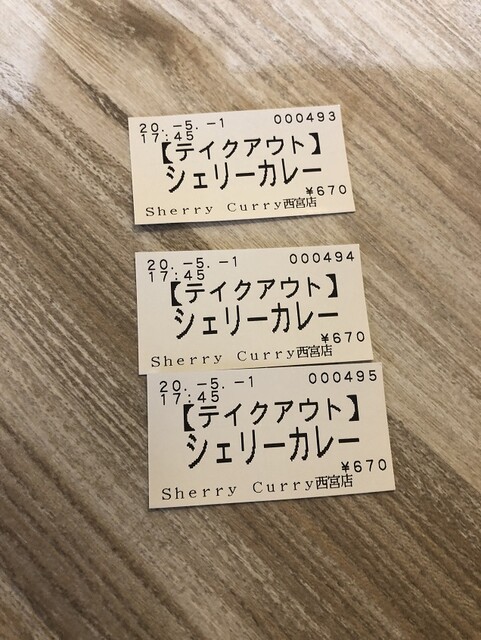 20. -5. -1 000493
17:45
【テイクアウト】
シェリーカレー
¥670
Sherry Curry西宮店
20. -5. -1 000494
17:45
【テイクアウト】
シェリーカレー
¥670
Sherry Curry西宮店
20. -5. -1 000495
17:45
【テイクアウト】
シェリーカレー
¥670
Sherry Curry西宮店